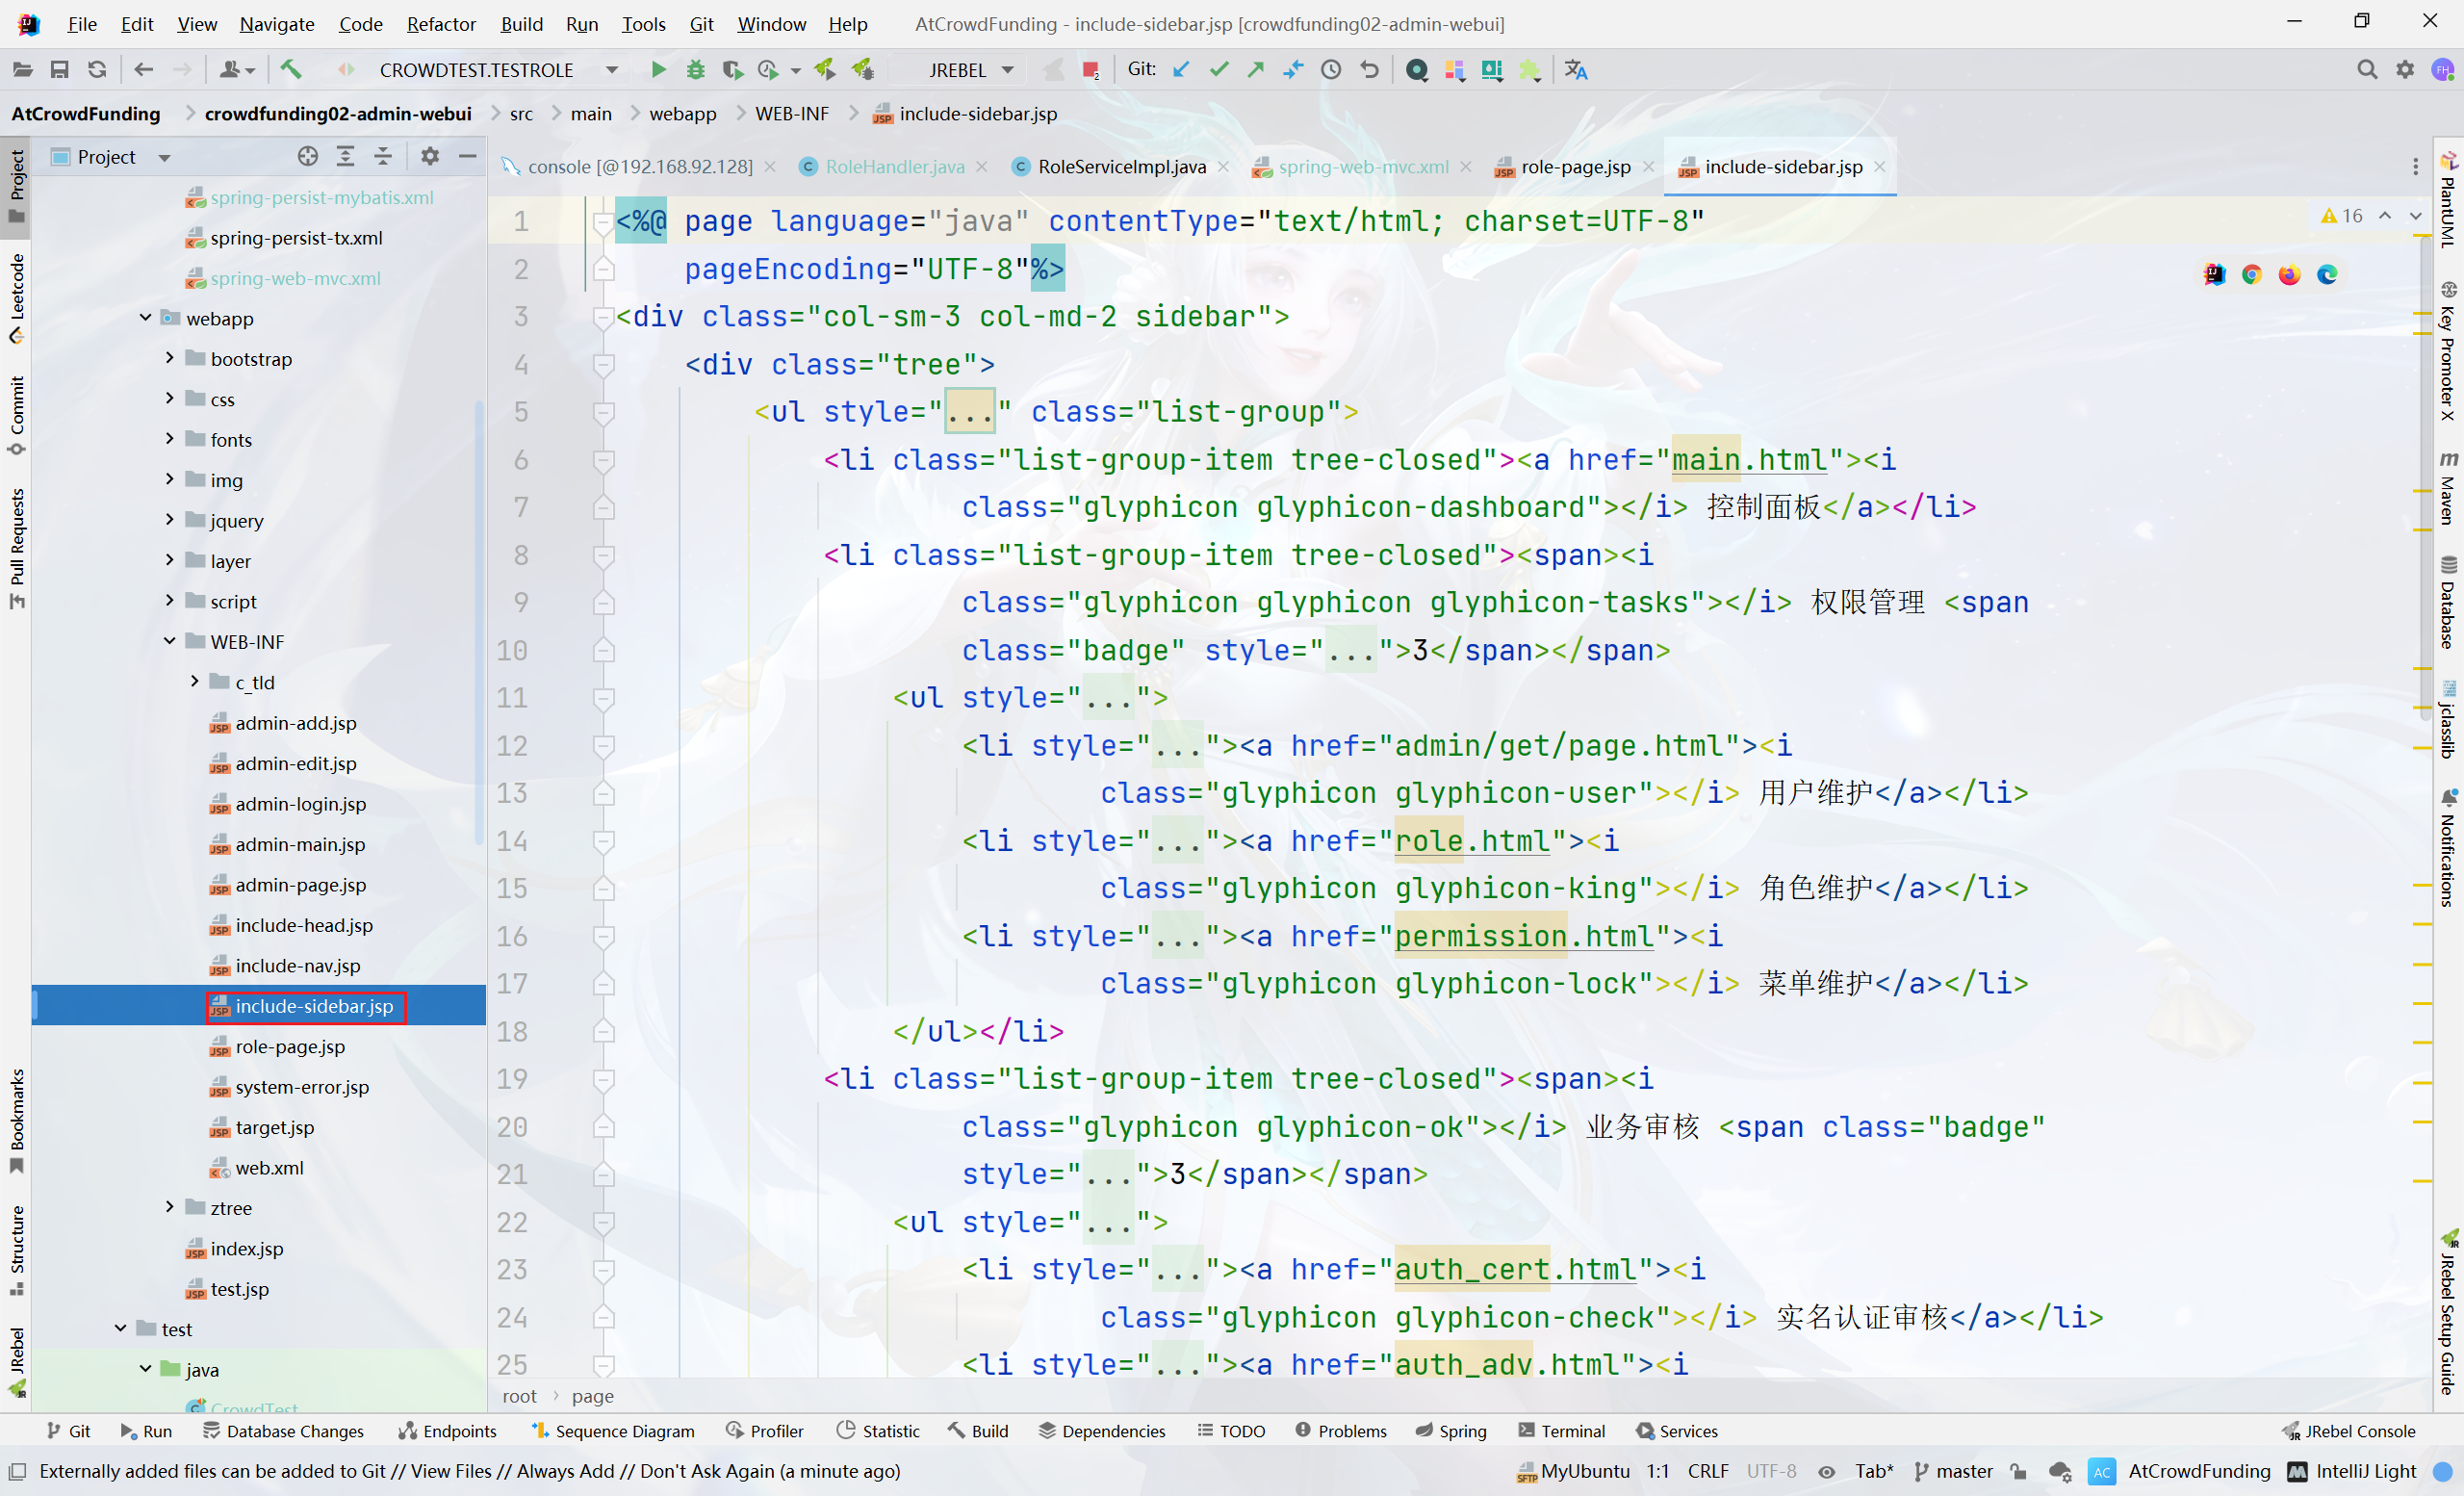 File Edit View Navigate Code Refactor Build Run Tools Git Window Help AtCrowdFunding - include-sidebar.jsp [crowdfunding02-admin-webui]
CROWDTEST.TESTROLE JREBEL Git:
AtCrowdFunding crowdfunding02-admin-webui src main webapp WEB-INF include-sidebar.jsp
Project
console [@192.168.92.128] RoleHandler.java RoleServiceImpl.java spring-web-mvc.xml role-page.jsp include-sidebar.jsp
Project
Leetcode
Commit
Pull Requests
Bookmarks
Structure
JRebel
spring-persist-mybatis.xml
spring-persist-tx.xml
spring-web-mvc.xml
webapp
bootstrap
css
fonts
img
jquery
layer
script
WEB-INF
c_tld
admin-add.jsp
admin-edit.jsp
admin-login.jsp
admin-main.jsp
admin-page.jsp
include-head.jsp
include-nav.jsp
include-sidebar.jsp
role-page.jsp
system-error.jsp
target.jsp
web.xml
ztree
index.jsp
test.jsp
test
java
CrowdTest
16
1 <%@ page language="java" contentType="text/html; charset=UTF-8"
2 pageEncoding="UTF-8"%>
3 <div class="col-sm-3 col-md-2 sidebar">
4 <div class="tree">
5 <ul style="..." class="list-group">
6 <li class="list-group-item tree-closed"><a href="main.html"><i
7 class="glyphicon glyphicon-dashboard"></i> 控制面板</a></li>
8 <li class="list-group-item tree-closed"><span><i
9 class="glyphicon glyphicon glyphicon-tasks"></i> 权限管理 <span
10 class="badge" style="...">3</span></span>
11 <ul style="...">
12 <li style="..."><a href="admin/get/page.html"><i
13 class="glyphicon glyphicon-user"></i> 用户维护</a></li>
14 <li style="..."><a href="role.html"><i
15 class="glyphicon glyphicon-king"></i> 角色维护</a></li>
16 <li style="..."><a href="permission.html"><i
17 class="glyphicon glyphicon-lock"></i> 菜单维护</a></li>
18 </ul></li>
19 <li class="list-group-item tree-closed"><span><i
20 class="glyphicon glyphicon-ok"></i> 业务审核 <span class="badge"
21 style="...">3</span></span>
22 <ul style="...">
23 <li style="..."><a href="auth_cert.html"><i
24 class="glyphicon glyphicon-check"></i> 实名认证审核</a></li>
25 <li style="..."><a href="auth_adv.html"><i
root page
PlantUML
Key Promoter X
Maven
Database
jclasslib
Notifications
JRebel Setup Guide
Git Run Database Changes Endpoints Sequence Diagram Profiler Statistic Build Dependencies TODO Problems Spring Terminal Services JRebel Console
Externally added files can be added to Git // View Files // Always Add // Don't Ask Again (a minute ago) MyUbuntu 1:1 CRLF UTF-8 Tab* master AC AtCrowdFunding IntelliJ Light